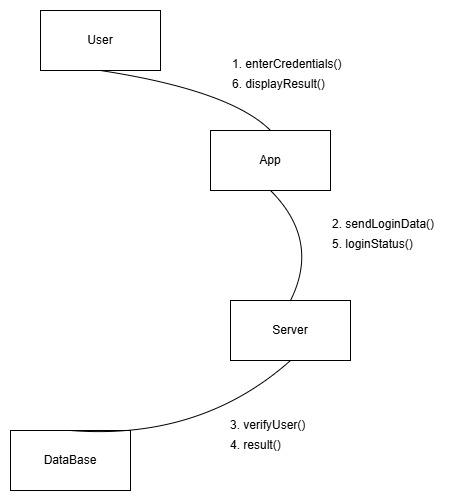 User
1. enterCredentials()
6. displayResult()
App
2. sendLoginData()
5. loginStatus()
Server
3. verifyUser()
4. result()
DataBase